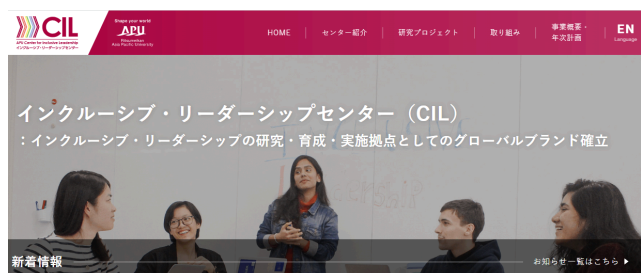 CIL
APU Center for Inclusive Leadership
インクルーシブ・リーダーシップセンター
Shape your world
APU
Ritsumeikan
Asia Pacific University
HOME
センター紹介
研究プロジェクト
取り組み
事業概要・
年次計画
EN
Language
インクルーシブ・リーダーシップセンター（CIL）
：インクルーシブ・リーダーシップの研究・育成・実施拠点としてのグローバルブランド確立
新着情報
お知らせ一覧はこちら